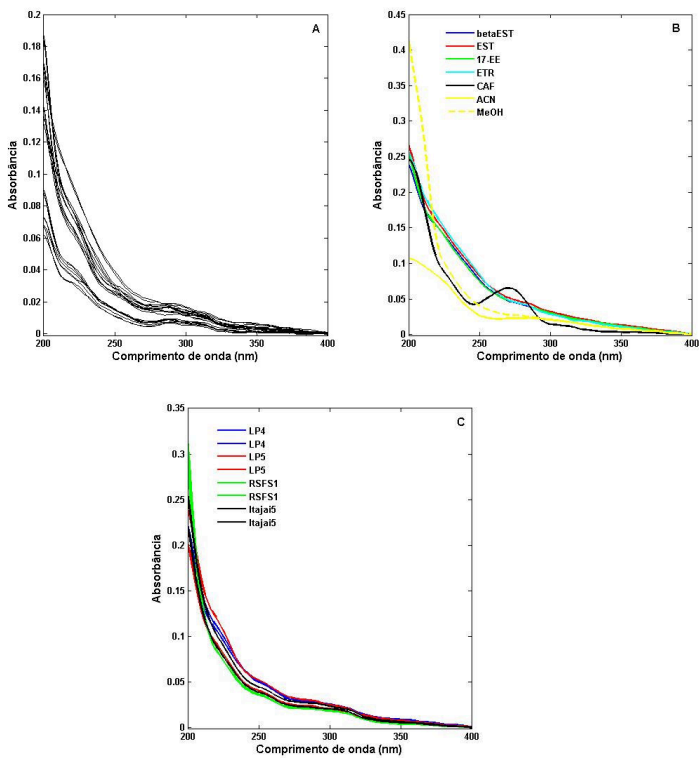 A
0.2
0.18
0.16
0.14
0.12
0.1
0.08
0.06
0.04
0.02
0
Absorbância
200
250
300
350
400
Comprimento de onda (nm)
B
0.45
0.4
0.35
0.3
0.25
0.2
0.15
0.1
0.05
0
Absorbância
betaEST
EST
17-EE
ETR
CAF
ACN
MeOH
200
250
300
350
400
Comprimento de onda (nm)
C
0.35
0.3
0.25
0.2
0.15
0.1
0.05
0
Absorbância
LP4
LP4
LP5
LP5
RSFS1
RSFS1
Itajai5
Itajai5
200
250
300
350
400
Comprimento de onda (nm)